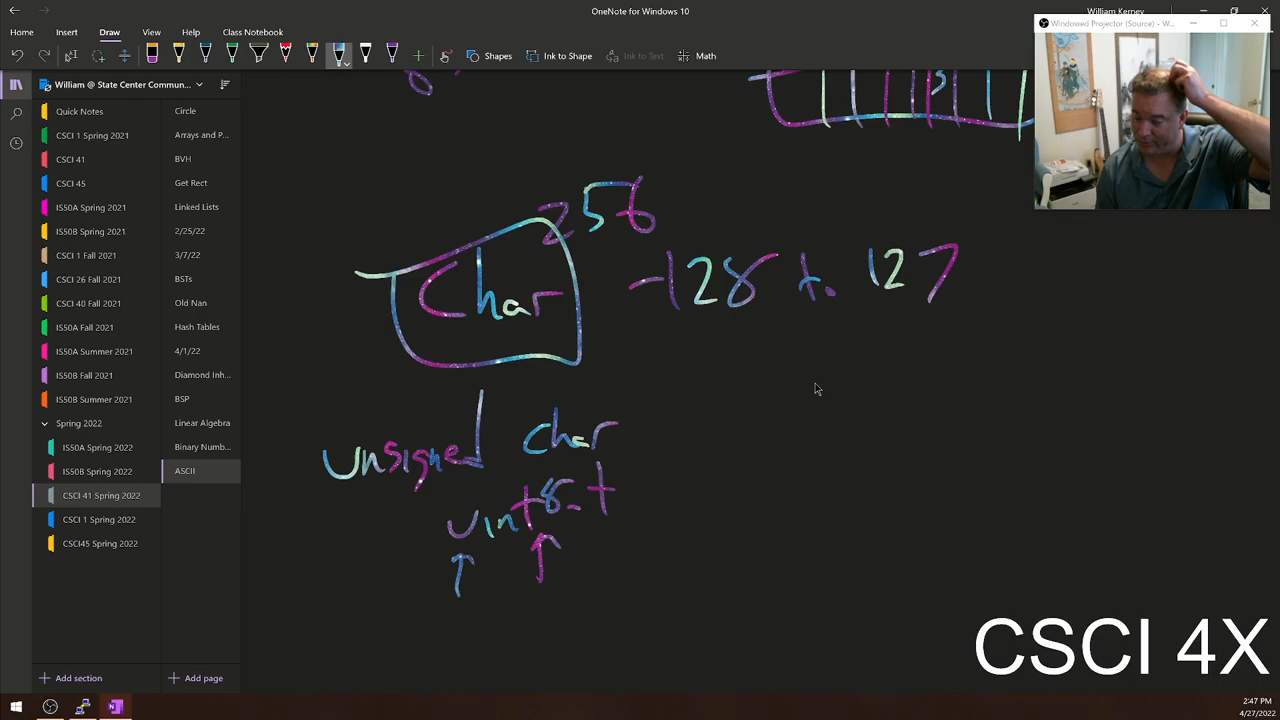 OneNote for Windows 10
William Kerney
Windowed Projector (Source) - W...
Home Insert Draw View Help Class Notebook
Shapes Ink to Shape Ink to Text Math
William @ State Center Commun...
Quick Notes
CSCI 1 Spring 2021
CSCI 41
CSCI 45
IS50A Spring 2021
IS50B Spring 2021
CSCI 1 Fall 2021
CSCI 26 Fall 2021
CSCI 40 Fall 2021
IS50A Fall 2021
IS50A Summer 2021
IS50B Fall 2021
IS50B Summer 2021
Spring 2022
IS50A Spring 2022
IS50B Spring 2022
CSCI 41 Spring 2022
CSCI 1 Spring 2022
CSCI45 Spring 2022
Add section
Circle
Arrays and P...
BVH
Get Rect
Linked Lists
2/25/22
3/7/22
BSTs
Old Nan
Hash Tables
4/1/22
Diamond Inh...
BSP
Linear Algebra
Binary Numb...
ASCII
Add page
256
Char -128 to 127
unsigned char
uint8_t
CSCI 4X
2:47 PM
4/27/2022